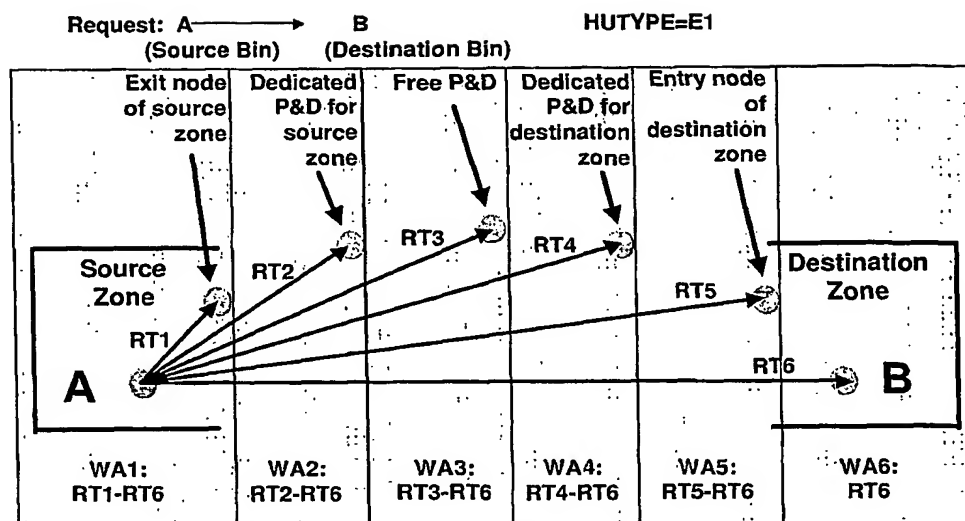 Request: A B HUTYPE=E1
(Source Bin) (Destination Bin)
Exit node
of source
zone
Dedicated
P&D for
source
zone
Free P&D
Dedicated
P&D for
destination
zone
Entry node
of
destination
zone
Source
Zone
Destination
Zone
RT1
RT2
RT3
RT4
RT5
RT6
A
B
WA1:
RT1-RT6
WA2:
RT2-RT6
WA3:
RT3-RT6
WA4:
RT4-RT6
WA5:
RT5-RT6
WA6:
RT6